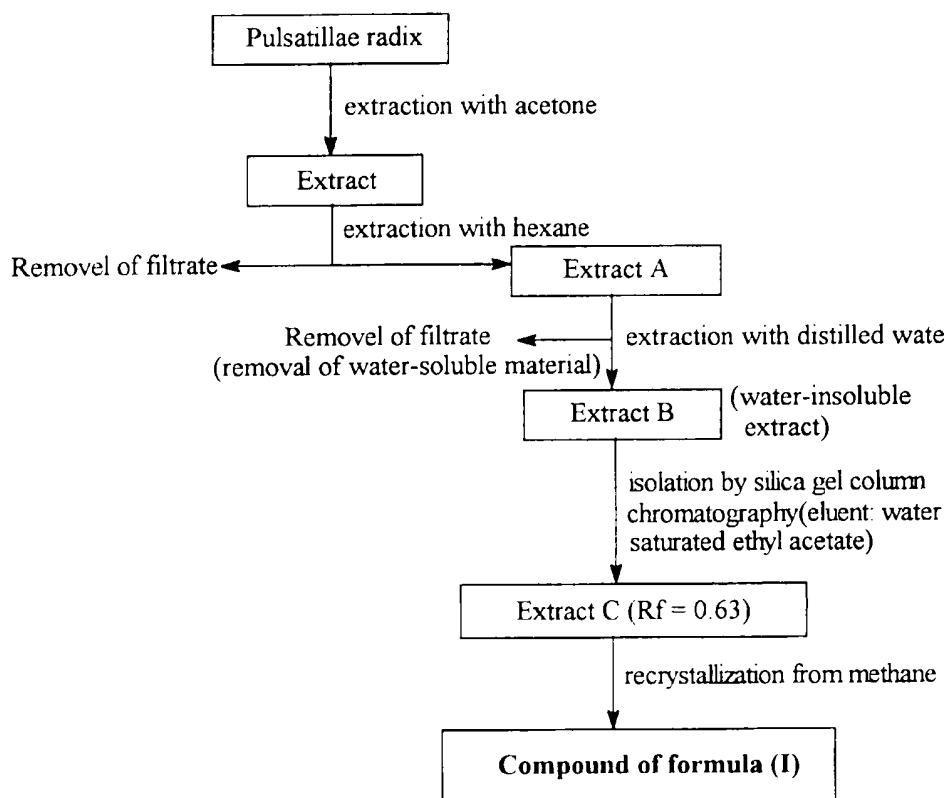 Pulsatillae radix
extraction with acetone
Extract
extraction with hexane
Removel of filtrate
Extract A
Removel of filtrate
(removal of water-soluble material)
extraction with distilled wate
Extract B
(water-insoluble
extract)
isolation by silica gel column
chromatography(eluent: water
saturated ethyl acetate)
Extract C (Rf = 0.63)
recrystallization from methane
Compound of formula (I)